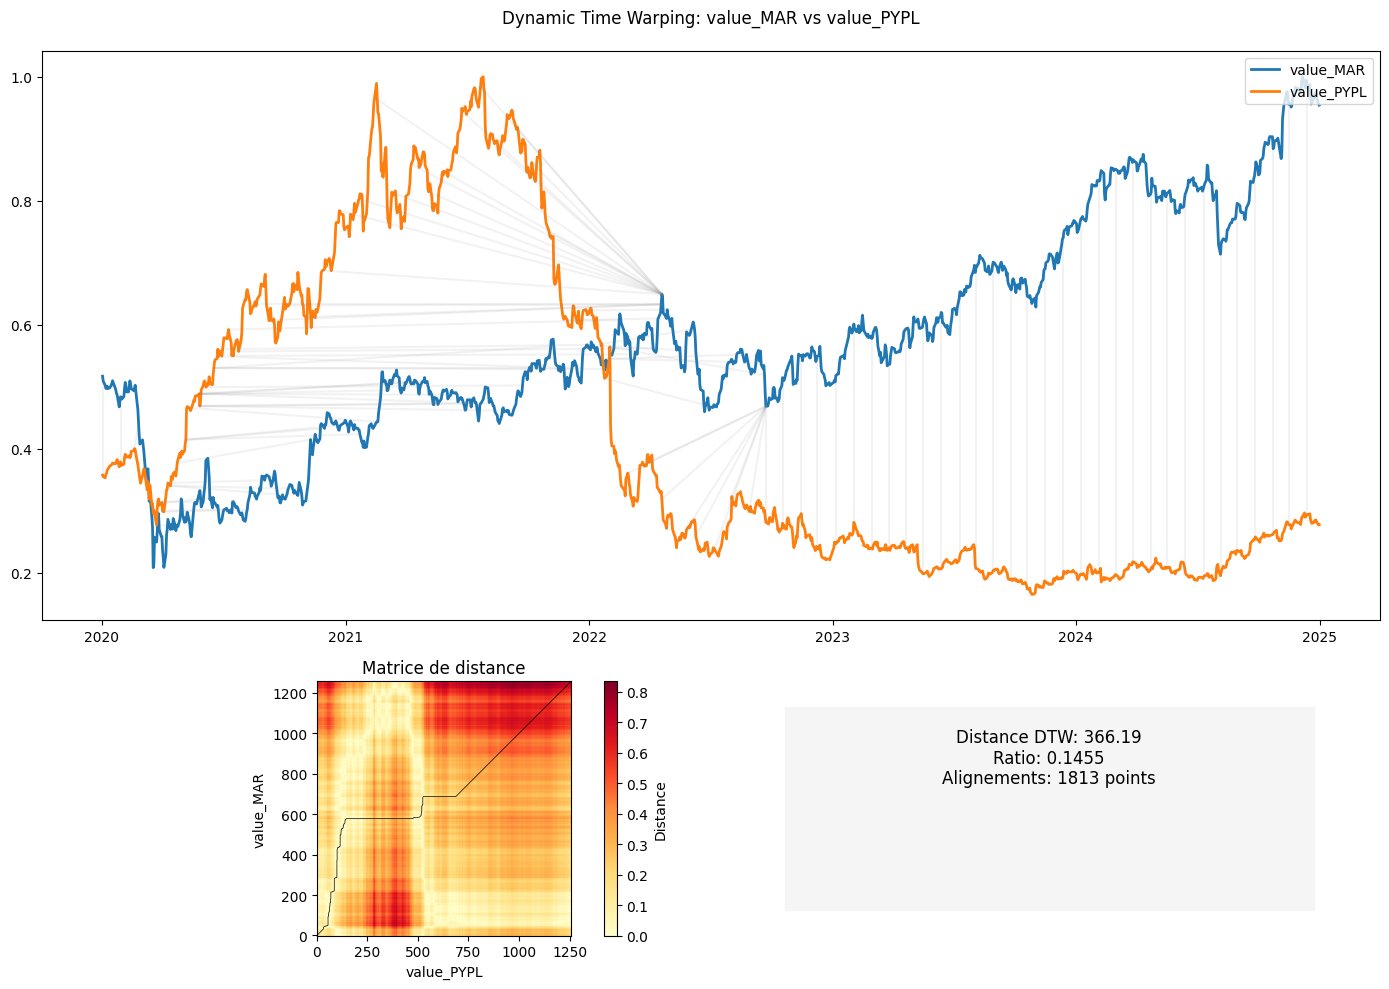 Dynamic Time Warping: value_MAR vs value_PYPL
value_MAR
value_PYPL
1.0
0.8
0.6
0.4
0.2
2020 2021 2022 2023 2024 2025
Matrice de distance
value_MAR
1200
1000
800
600
400
200
0
0 250 500 750 1000 1250
value_PYPL
0.8
0.7
0.6
0.5
0.4
0.3
0.2
0.1
0.0
Distance
Distance DTW: 366.19
Ratio: 0.1455
Alignements: 1813 points